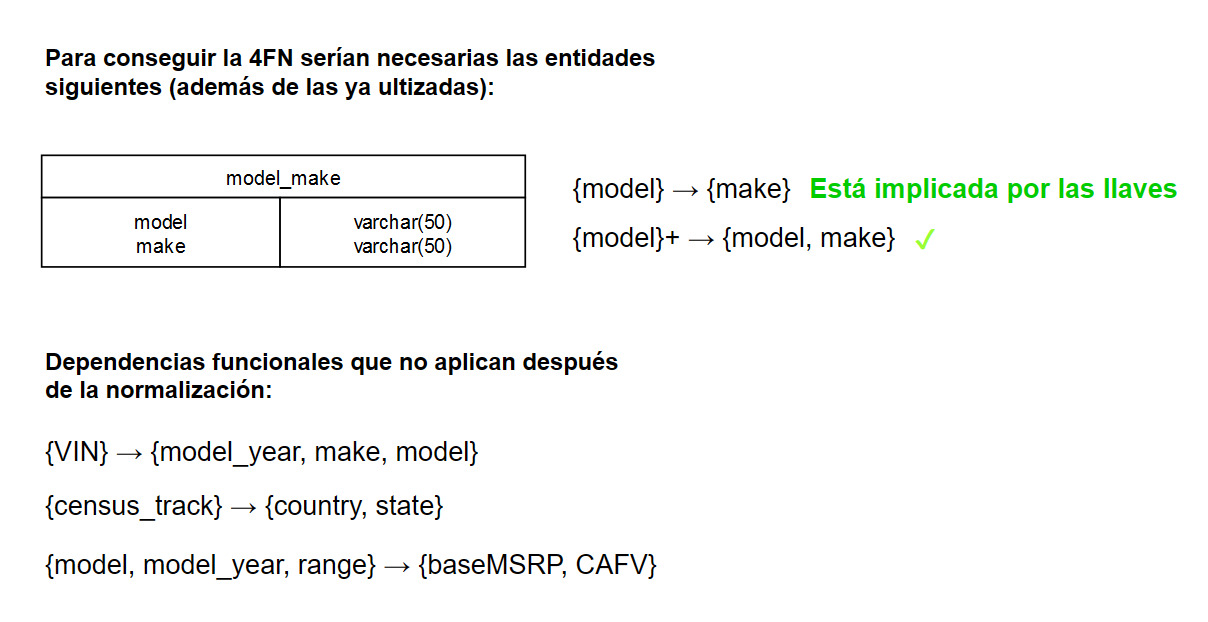 Para conseguir la 4FN serían necesarias las entidades
siguientes (además de las ya ultizadas):
model_make
model varchar(50)
make varchar(50)
{model} → {make} Está implicada por las llaves
{model}+ → {model, make} ✓
Dependencias funcionales que no aplican después
de la normalización:
{VIN} → {model_year, make, model}
{census_track} → {country, state}
{model, model_year, range} → {baseMSRP, CAFV}